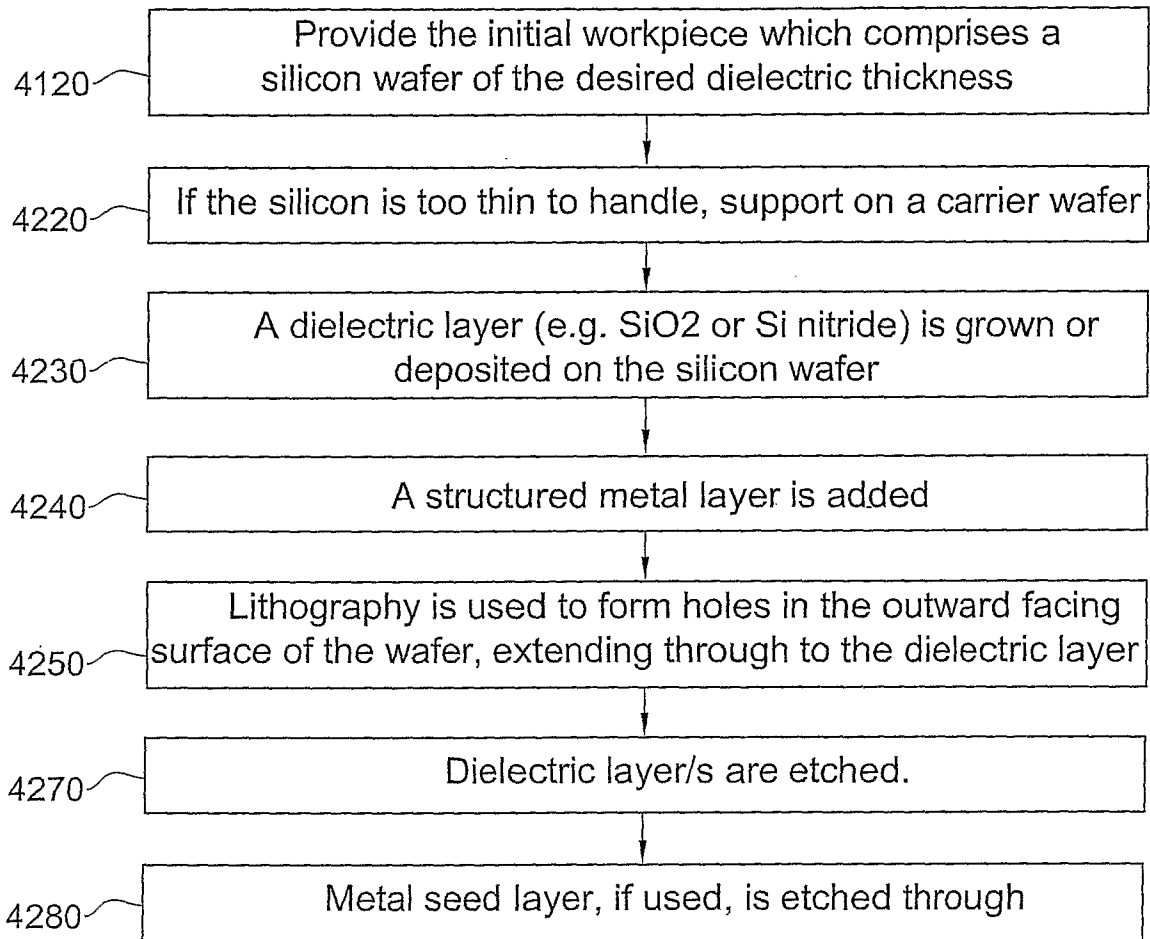 Provide the initial workpiece which comprises a
silicon wafer of the desired dielectric thickness
4120
If the silicon is too thin to handle, support on a carrier wafer
4220
A dielectric layer (e.g. SiO2 or Si nitride) is grown or
deposited on the silicon wafer
4230
A structured metal layer is added
4240
Lithography is used to form holes in the outward facing
surface of the wafer, extending through to the dielectric layer
4250
Dielectric layer/s are etched.
4270
Metal seed layer, if used, is etched through
4280